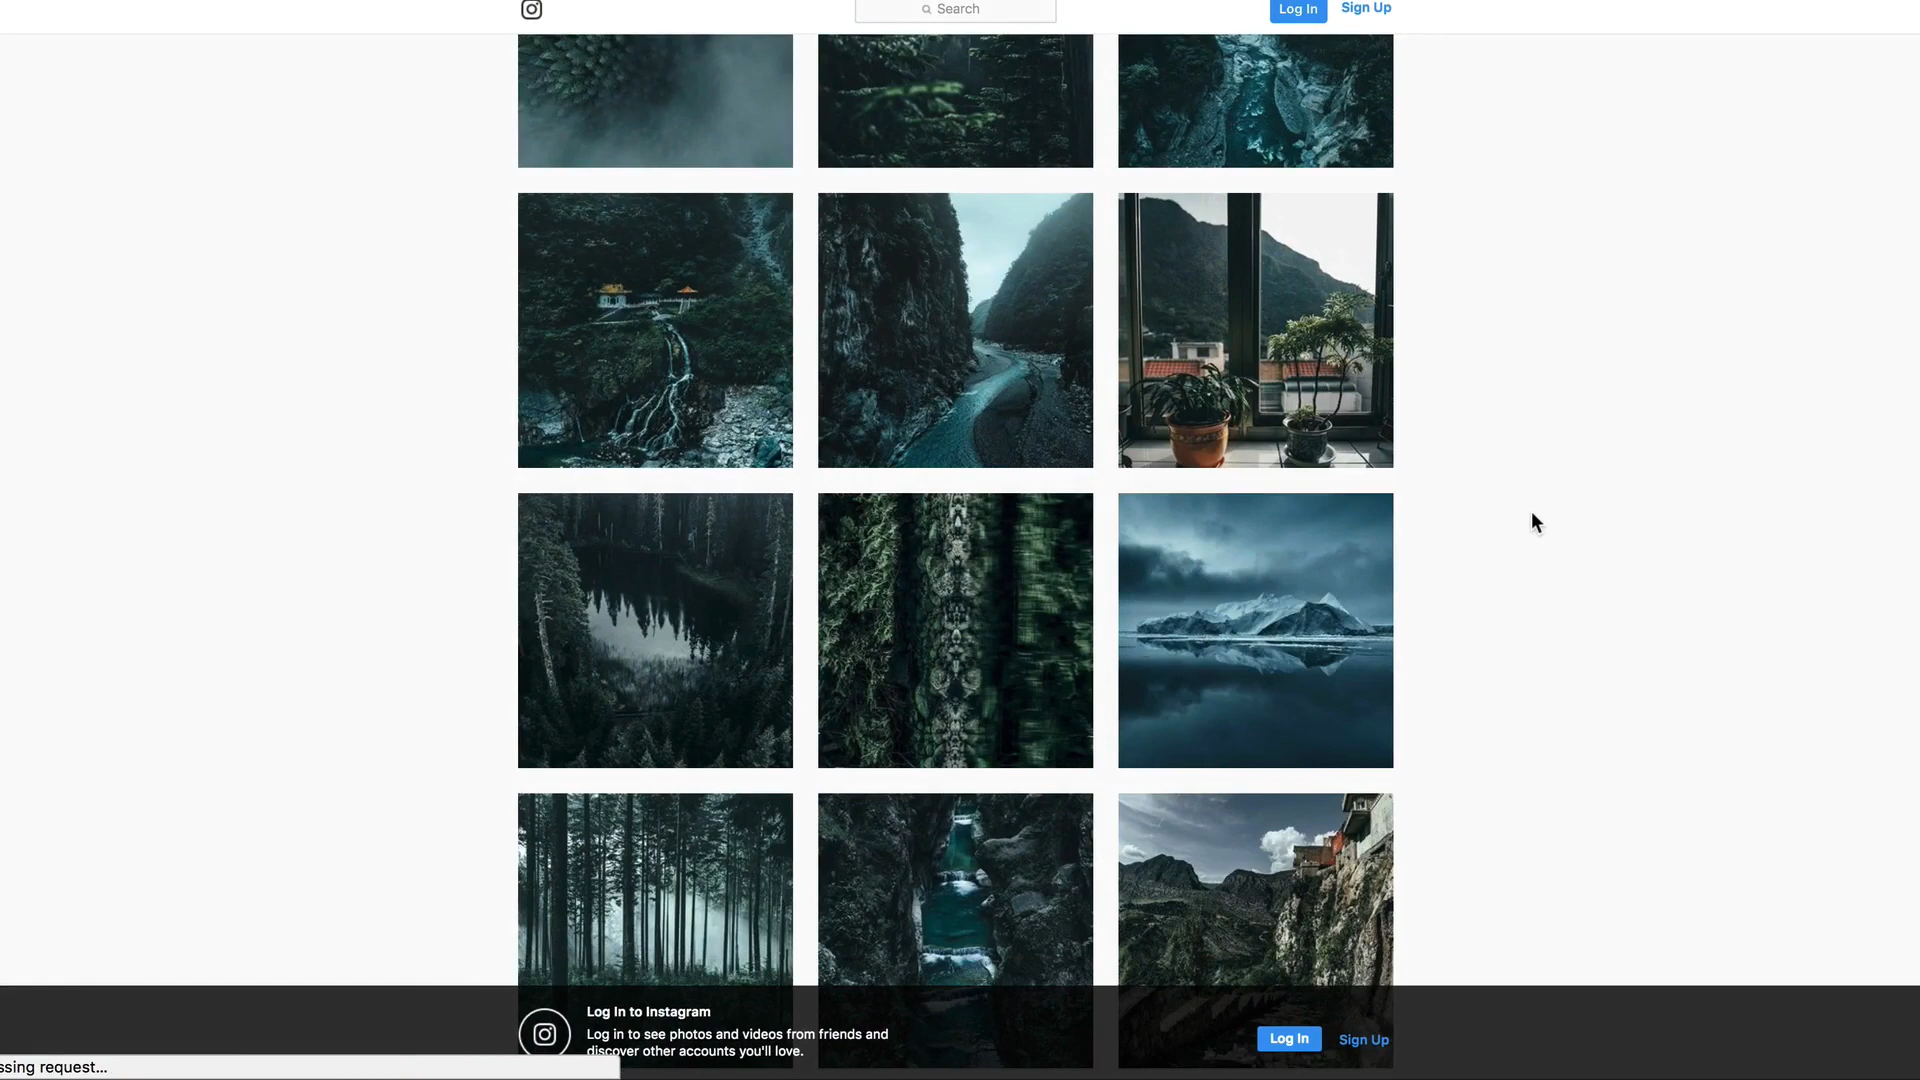 Search
Log In
Sign Up
Log In to Instagram
Log in to see photos and videos from friends and
discover other accounts you'll love.
Log In
Sign Up
ssing request...